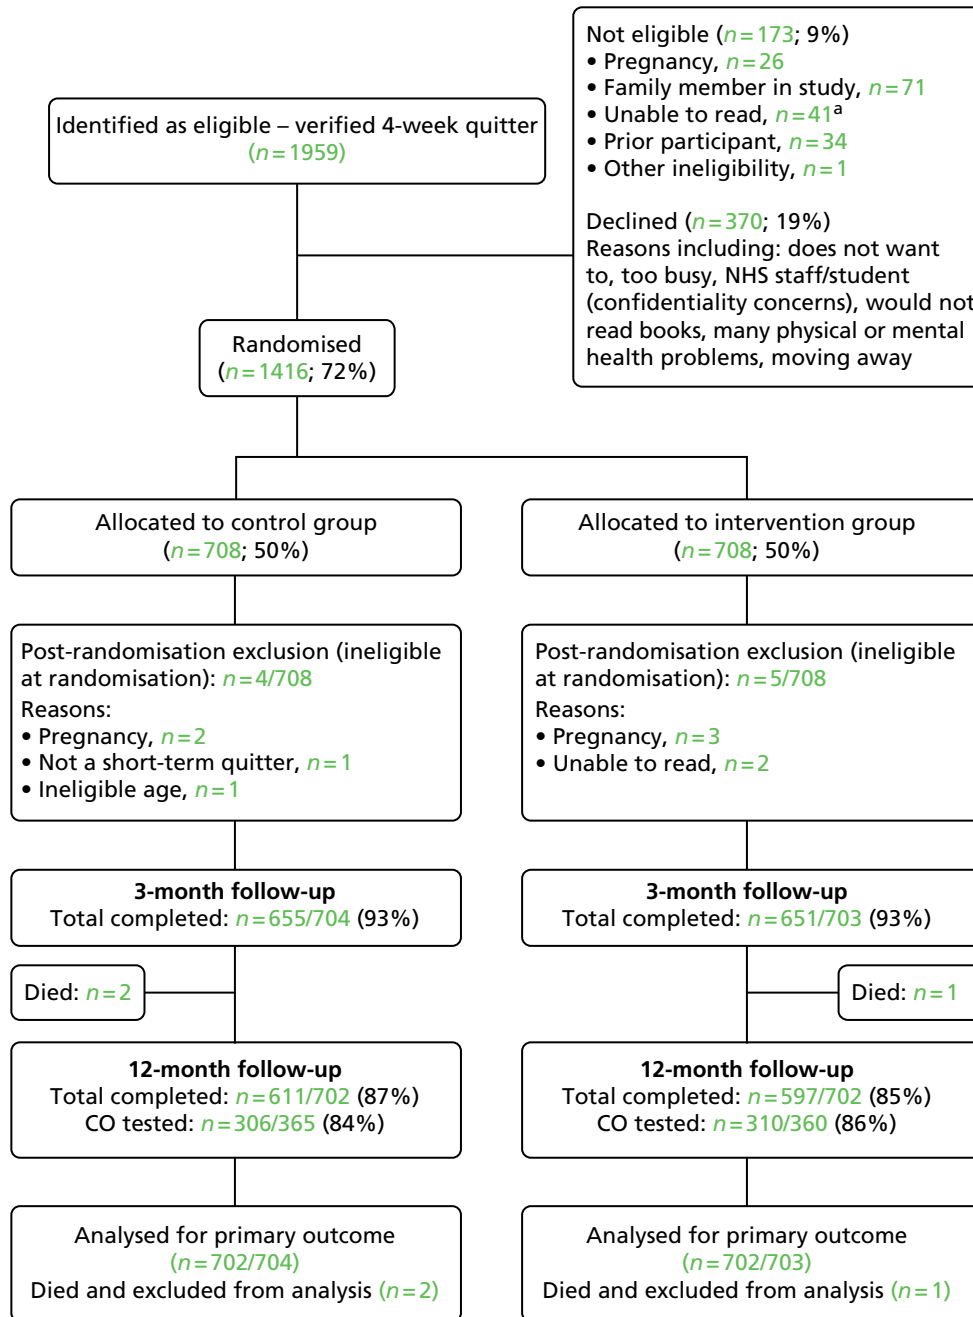 Not eligible (n=173; 9%)
• Pregnancy, n=26
• Family member in study, n=71
• Unable to read, n=41ᵃ
• Prior participant, n=34
• Other ineligibility, n=1
Declined (n=370; 19%)
Reasons including: does not want
to, too busy, NHS staff/student
(confidentiality concerns), would not
read books, many physical or mental
health problems, moving away
Identified as eligible – verified 4-week quitter
(n=1959)
Randomised
(n=1416; 72%)
Allocated to control group
(n=708; 50%)
Allocated to intervention group
(n=708; 50%)
Post-randomisation exclusion (ineligible
at randomisation): n=4/708
Reasons:
• Pregnancy, n=2
• Not a short-term quitter, n=1
• Ineligible age, n=1
Post-randomisation exclusion (ineligible
at randomisation): n=5/708
Reasons:
• Pregnancy, n=3
• Unable to read, n=2
3-month follow-up
Total completed: n=655/704 (93%)
3-month follow-up
Total completed: n=651/703 (93%)
Died: n=2
Died: n=1
12-month follow-up
Total completed: n=611/702 (87%)
CO tested: n=306/365 (84%)
12-month follow-up
Total completed: n=597/702 (85%)
CO tested: n=310/360 (86%)
Analysed for primary outcome
(n=702/704)
Died and excluded from analysis (n=2)
Analysed for primary outcome
(n=702/703)
Died and excluded from analysis (n=1)